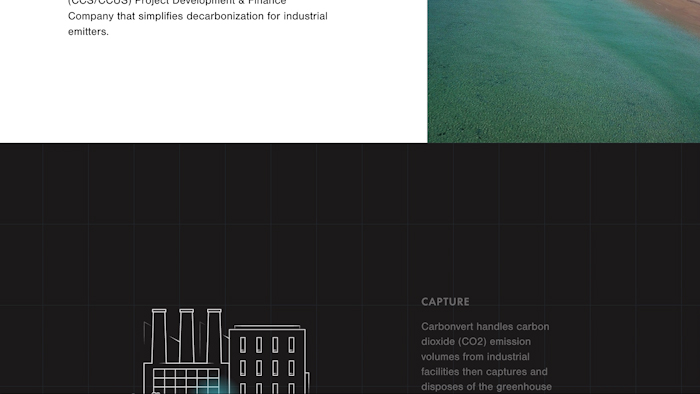 (CCS/CCUS) Project Development & Finance
Company that simplifies decarbonization for industrial
emitters.
CAPTURE
Carbonvert handles carbon
dioxide (CO2) emission
volumes from industrial
facilities then captures and
disposes of the greenhouse